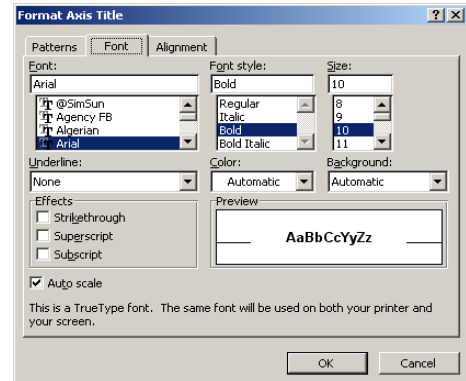 Format Axis Title
Patterns Font Alignment
Font: Font style: Size:
Arial Bold 10
@SimSun Regular 8
Agency FB Italic 9
Algerian Bold 10
Arial Bold Italic 11
Underline: Color: Background:
None Automatic Automatic
Effects Preview
Strikethrough
Superscript AaBbCcYyZz
Subscript
Auto scale
This is a TrueType font. The same font will be used on both your printer and
your screen.
OK Cancel